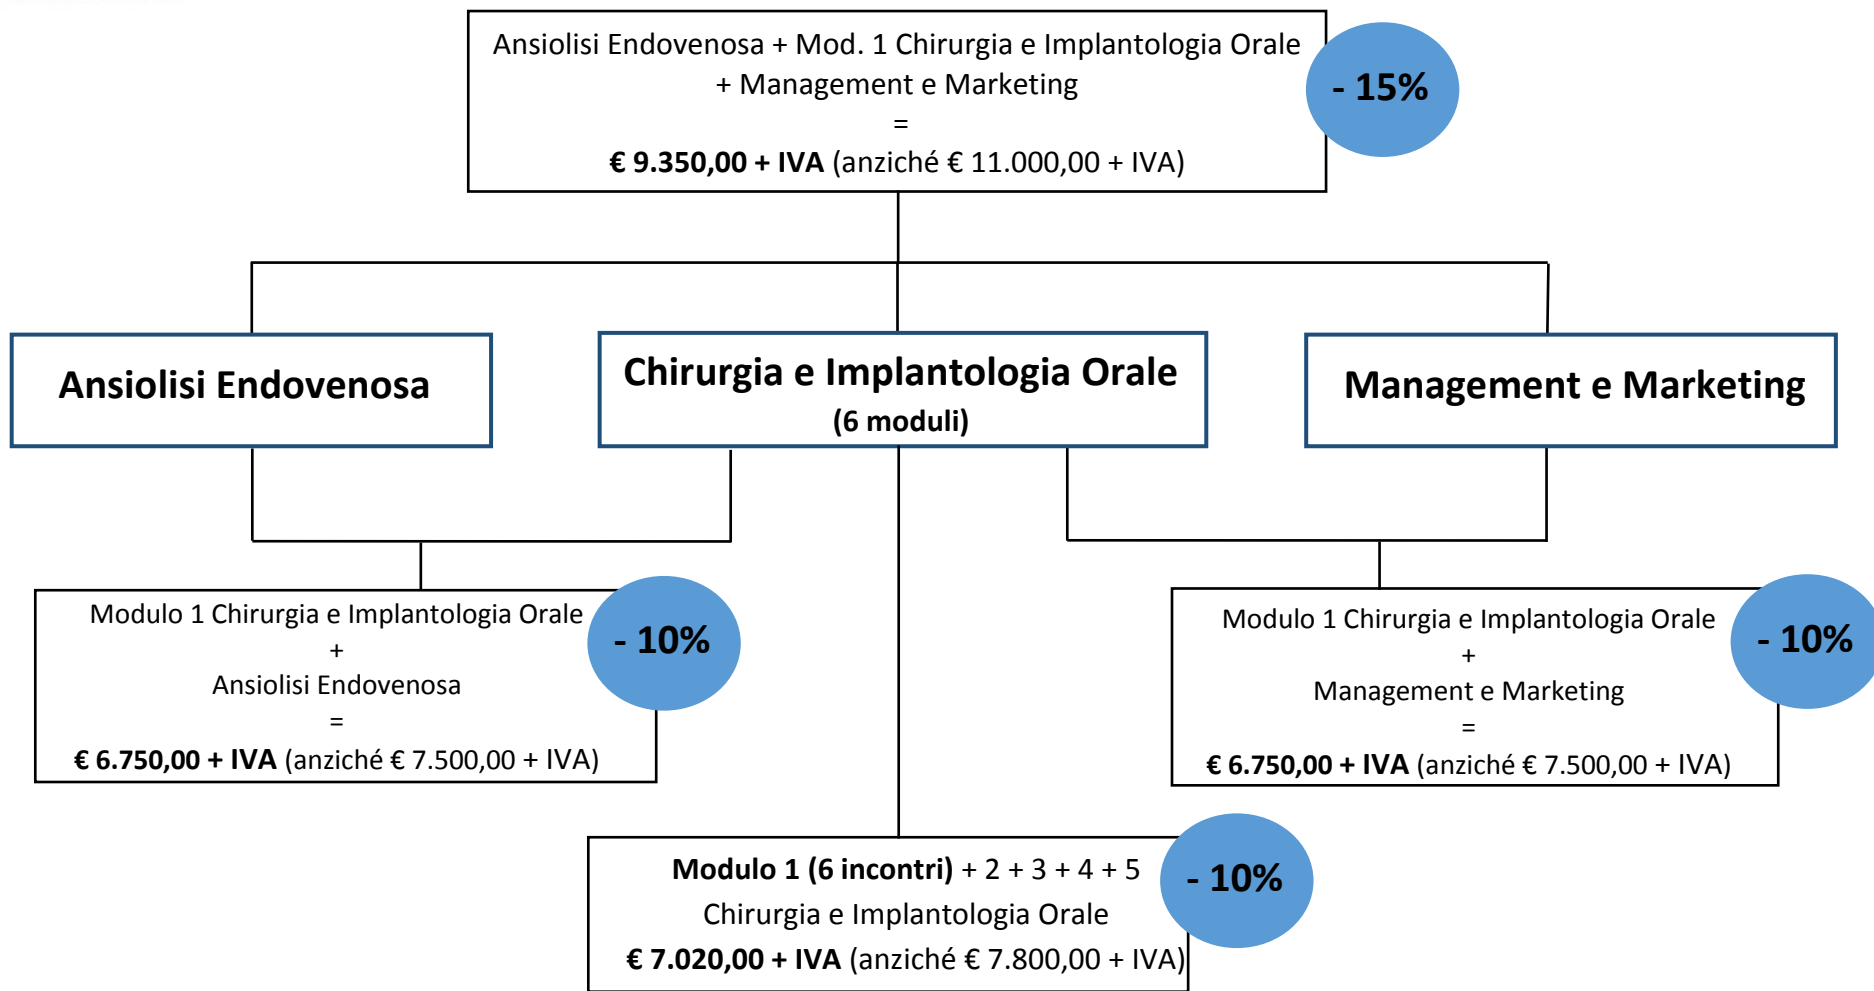 Ansiolisi Endovenosa + Mod. 1 Chirurgia e Implantologia Orale
+ Management e Marketing
=
€ 9.350,00 + IVA (anziché € 11.000,00 + IVA)
- 15%
Ansiolisi Endovenosa
Chirurgia e Implantologia Orale
(6 moduli)
Management e Marketing
Modulo 1 Chirurgia e Implantologia Orale
+
Ansiolisi Endovenosa
=
€ 6.750,00 + IVA (anziché € 7.500,00 + IVA)
- 10%
Modulo 1 Chirurgia e Implantologia Orale
+
Management e Marketing
=
€ 6.750,00 + IVA (anziché € 7.500,00 + IVA)
- 10%
Modulo 1 (6 incontri) + 2 + 3 + 4 + 5
Chirurgia e Implantologia Orale
€ 7.020,00 + IVA (anziché € 7.800,00 + IVA)
- 10%